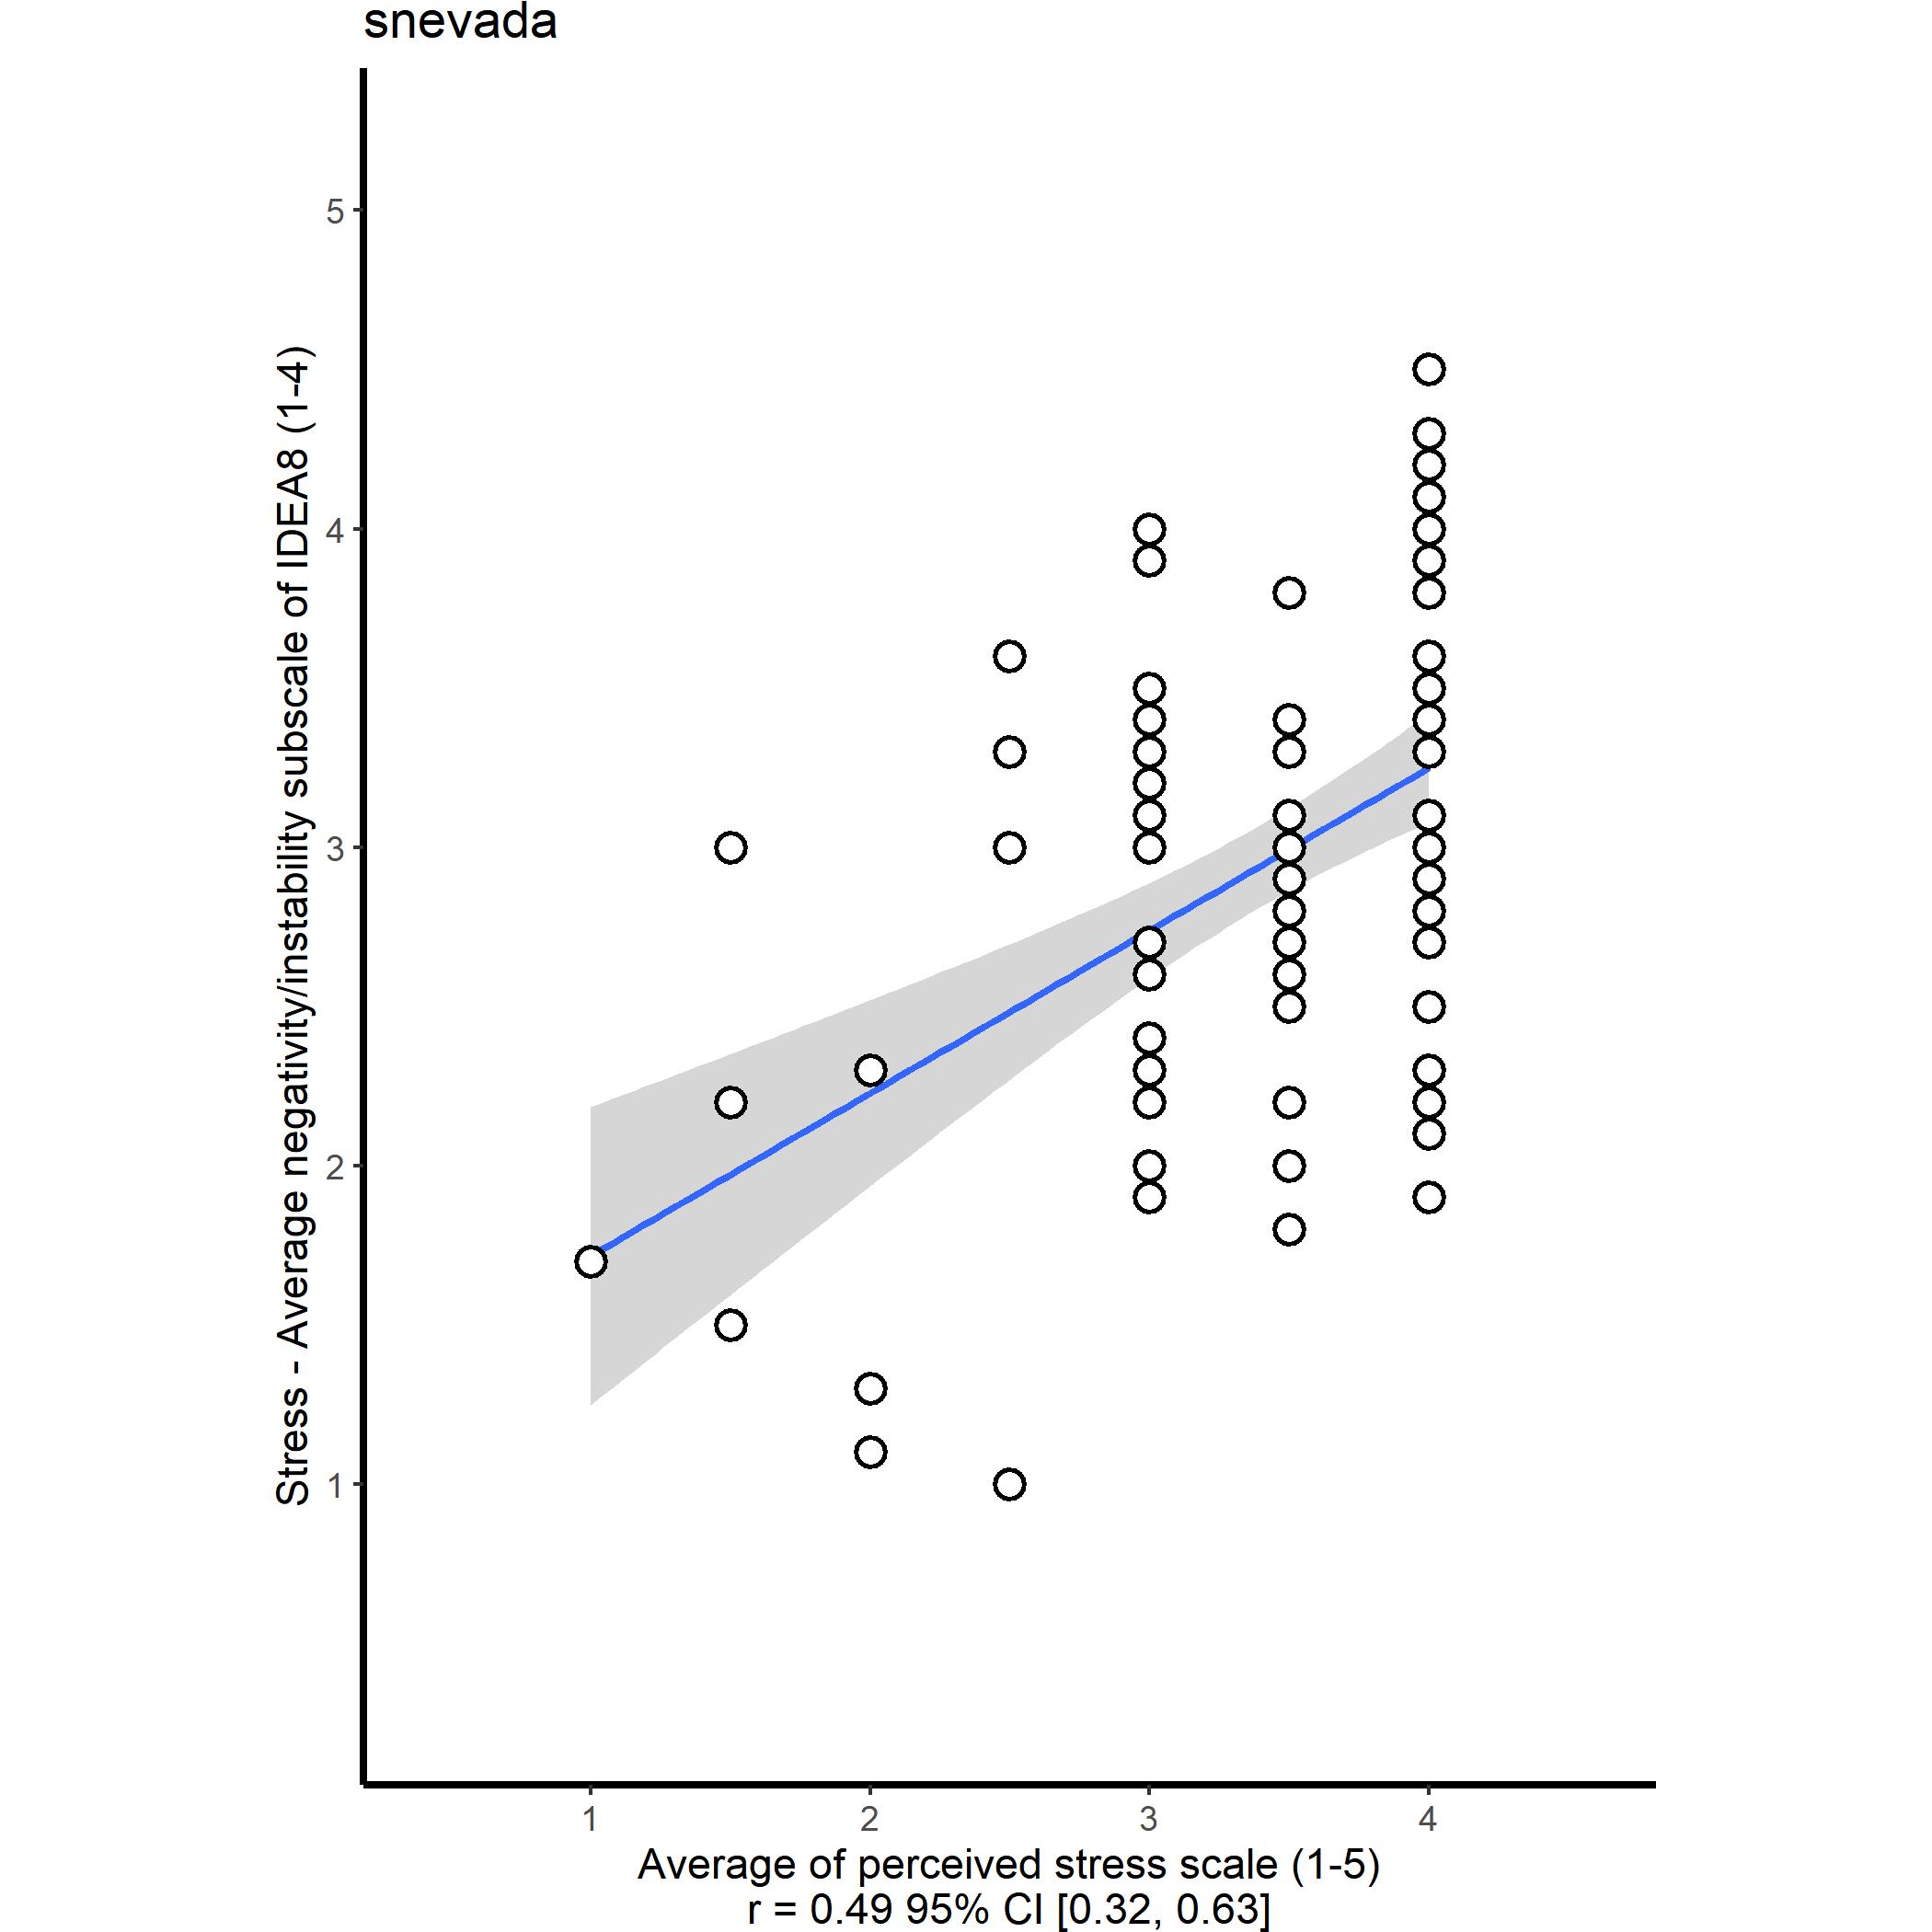 snevada
Stress - Average negativity/instability subscale of IDEA8 (1-4)
5
4
3
2
1
1 2 3 4
Average of perceived stress scale (1-5)
r = 0.49 95% CI [0.32, 0.63]